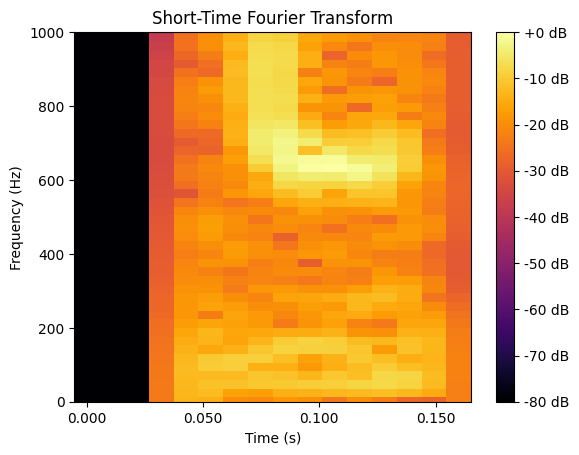 Short-Time Fourier Transform
Frequency (Hz)
1000
800
600
400
200
0
0.000
0.050
0.100
0.150
Time (s)
+0 dB
-10 dB
-20 dB
-30 dB
-40 dB
-50 dB
-60 dB
-70 dB
-80 dB